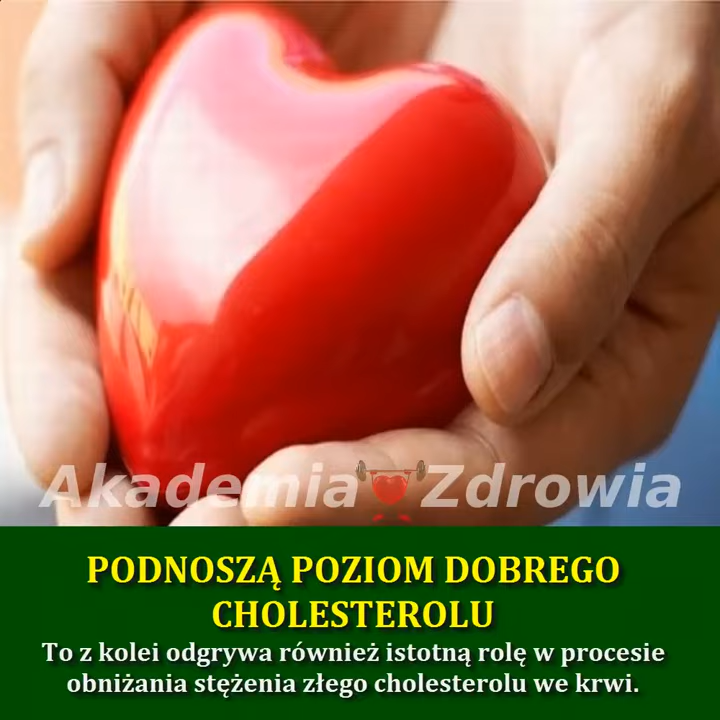 Akademia Zdrowia
PODNOSZĄ POZIOM DOBREGO
CHOLESTEROLU
To z kolei odgrywa również istotną rolę w procesie
obniżania stężenia złego cholesterolu we krwi.